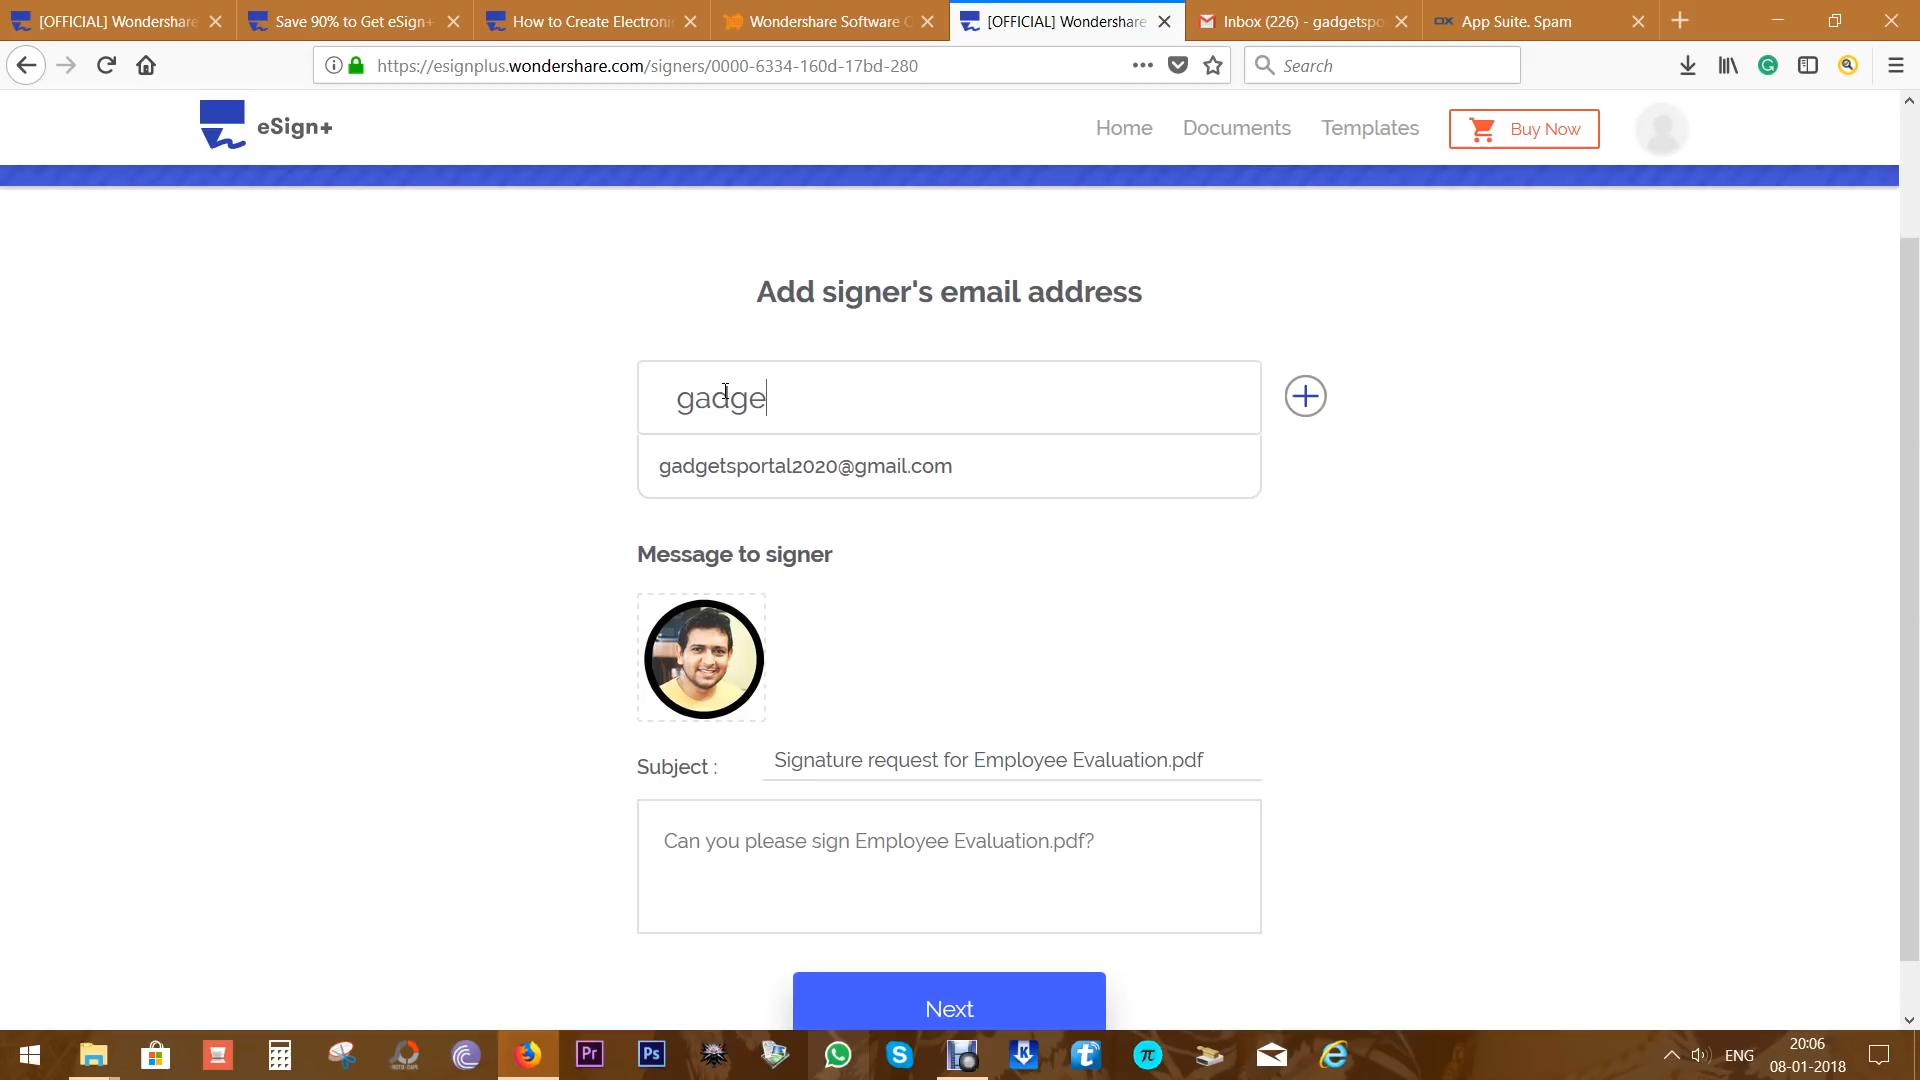 [OFFICIAL] Wondershare
Save 90% to Get eSign+
How to Create Electroni
Wondershare Software C
[OFFICIAL] Wondershare
Inbox (226) - gadgetspo
App Suite. Spam
https://esignplus.wondershare.com/signers/0000-6334-160d-17bd-280
Search
eSign+
Home
Documents
Templates
Buy Now
Add signer's email address
gadge
gadgetsportal2020@gmail.com
Message to signer
Subject :
Signature request for Employee Evaluation.pdf
Can you please sign Employee Evaluation.pdf?
Next
Pr
Ps
ENG
20:06
08-01-2018